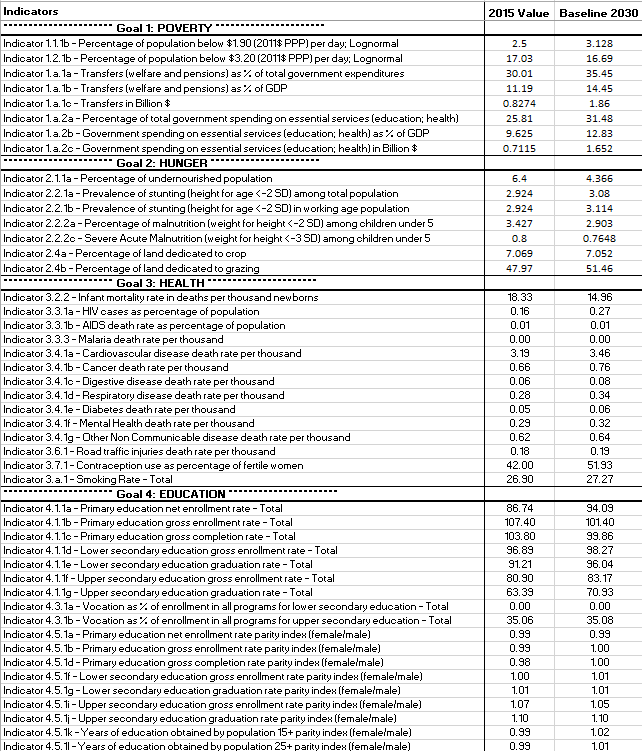 Indicators 2015 Value Baseline 2030
Goal 1: POVERTY
Indicator 1.1.1b - Percentage of population below $1.90 (2011$ PPP) per day; Lognormal 2.5 3.128
Indicator 1.2.1b - Percentage of population below $3.20 (2011$ PPP) per day; Lognormal 17.03 16.69
Indicator 1.a.1a - Transfers (welfare and pensions) as % of total government expenditures 30.01 35.45
Indicator 1.a.1b - Transfers (welfare and pensions) as % of GDP 11.19 14.45
Indicator 1.a.1c - Transfers in Billion $ 0.8274 1.86
Indicator 1.a.2a - Percentage of total government spending on essential services (education; health) 25.81 31.48
Indicator 1.a.2b - Government spending on essential services (education; health) as % of GDP 9.625 12.83
Indicator 1.a.2c - Government spending on essential services (education; health) in Billion $ 0.7115 1.652
Goal 2: HUNGER
Indicator 2.1.1a - Percentage of undernourished population 6.4 4.366
Indicator 2.2.1a - Prevalence of stunting (height for age <-2 SD) among total population 2.924 3.08
Indicator 2.2.1b - Prevalence of stunting (height for age <-2 SD) in working age population 2.924 3.114
Indicator 2.2.2a - Percentage of malnutrition (weight for height <-2 SD) among children under 5 3.427 2.903
Indicator 2.2.2c - Severe Acute Malnutrition (weight for height <-3 SD) among children under 5 0.8 0.7648
Indicator 2.4a - Percentage of land dedicated to crop 7.069 7.052
Indicator 2.4b - Percentage of land dedicated to grazing 47.97 51.46
Goal 3: HEALTH
Indicator 3.2.2 - Infant mortality rate in deaths per thousand newborns 18.33 14.96
Indicator 3.3.1a - HIV cases as percentage of population 0.16 0.27
Indicator 3.3.1b - AIDS death rate as percentage of population 0.01 0.01
Indicator 3.3.3 - Malaria death rate per thousand 0.00 0.00
Indicator 3.4.1a - Cardiovascular disease death rate per thousand 3.19 3.46
Indicator 3.4.1b - Cancer death rate per thousand 0.66 0.76
Indicator 3.4.1c - Digestive disease death rate per thousand 0.06 0.08
Indicator 3.4.1d - Respiratory disease death rate per thousand 0.28 0.34
Indicator 3.4.1e - Diabetes death rate per thousand 0.05 0.06
Indicator 3.4.1f - Mental Health death rate per thousand 0.29 0.32
Indicator 3.4.1g - Other Non Communicable disease death rate per thousand 0.62 0.64
Indicator 3.6.1 - Road traffic injuries death rate per thousand 0.18 0.19
Indicator 3.7.1 - Contraception use as percentage of fertile women 42.00 51.93
Indicator 3.a.1 - Smoking Rate - Total 26.90 27.27
Goal 4: EDUCATION
Indicator 4.1.1a - Primary education net enrollment rate - Total 86.74 94.09
Indicator 4.1.1b - Primary education gross enrollment rate - Total 107.40 101.40
Indicator 4.1.1c - Primary education gross completion rate - Total 103.80 99.86
Indicator 4.1.1d - Lower secondary education gross enrollment rate - Total 96.89 98.27
Indicator 4.1.1e - Lower secondary education graduation rate - Total 91.21 96.04
Indicator 4.1.1f - Upper secondary education gross enrollment rate - Total 80.90 83.17
Indicator 4.1.1g - Upper secondary education graduation rate - Total 63.39 70.93
Indicator 4.3.1a - Vocation as % of enrollment in all programs for lower secondary education - Total 0.00 0.00
Indicator 4.3.1b - Vocation as % of enrollment in all programs for upper secondary education - Total 35.06 35.08
Indicator 4.5.1a - Primary education net enrollment rate parity index (female/male) 0.99 0.99
Indicator 4.5.1b - Primary education gross enrollment rate parity index (female/male) 0.99 1.00
Indicator 4.5.1d - Primary education gross completion rate parity index (female/male) 0.98 1.00
Indicator 4.5.1f - Lower secondary education gross enrollment rate parity index (female/male) 1.00 1.01
Indicator 4.5.1g - Lower secondary education graduation rate parity index (female/male) 1.01 1.01
Indicator 4.5.1i - Upper secondary education gross enrollment rate parity index (female/male) 1.07 1.05
Indicator 4.5.1j - Upper secondary education graduation rate parity index (female/male) 1.10 1.10
Indicator 4.5.1k - Years of education obtained by population 15+ parity index (female/male) 0.99 1.02
Indicator 4.5.1l - Years of education obtained by population 25+ parity index (female/male) 0.99 1.01